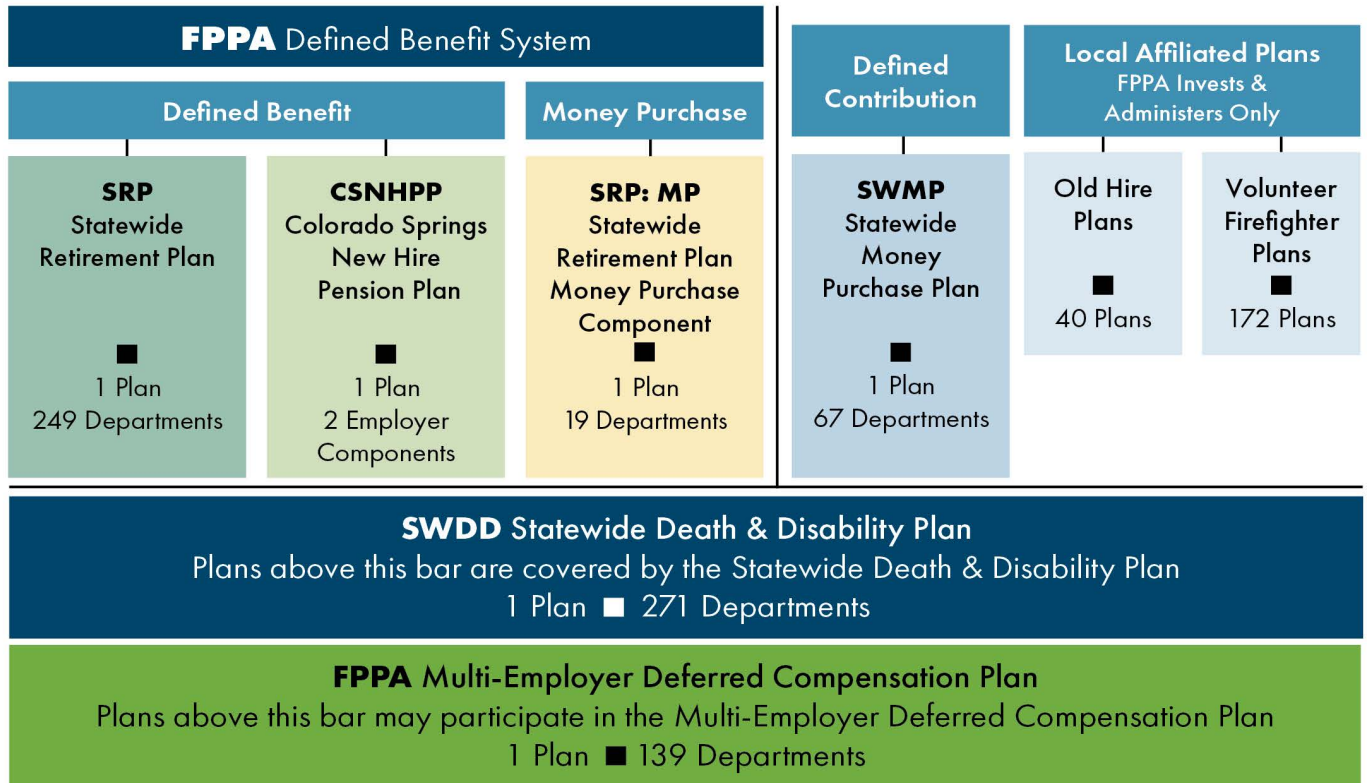 FPPA Defined Benefit System
Defined Benefit
SRP
Statewide
Retirement Plan
■
1 Plan
249 Departments
CSNHPP
Colorado Springs
New Hire
Pension Plan
■
1 Plan
2 Employer
Components
Money Purchase
SRP: MP
Statewide
Retirement Plan
Money Purchase
Component
■
1 Plan
19 Departments
Defined
Contribution
SWMP
Statewide
Money
Purchase Plan
■
1 Plan
67 Departments
Local Affiliated Plans
FPPA Invests &
Administers Only
Old Hire
Plans
■
40 Plans
Volunteer
Firefighter
Plans
■
172 Plans
SWDD Statewide Death & Disability Plan
Plans above this bar are covered by the Statewide Death & Disability Plan
1 Plan ■ 271 Departments
FPPA Multi-Employer Deferred Compensation Plan
Plans above this bar may participate in the Multi-Employer Deferred Compensation Plan
1 Plan ■ 139 Departments